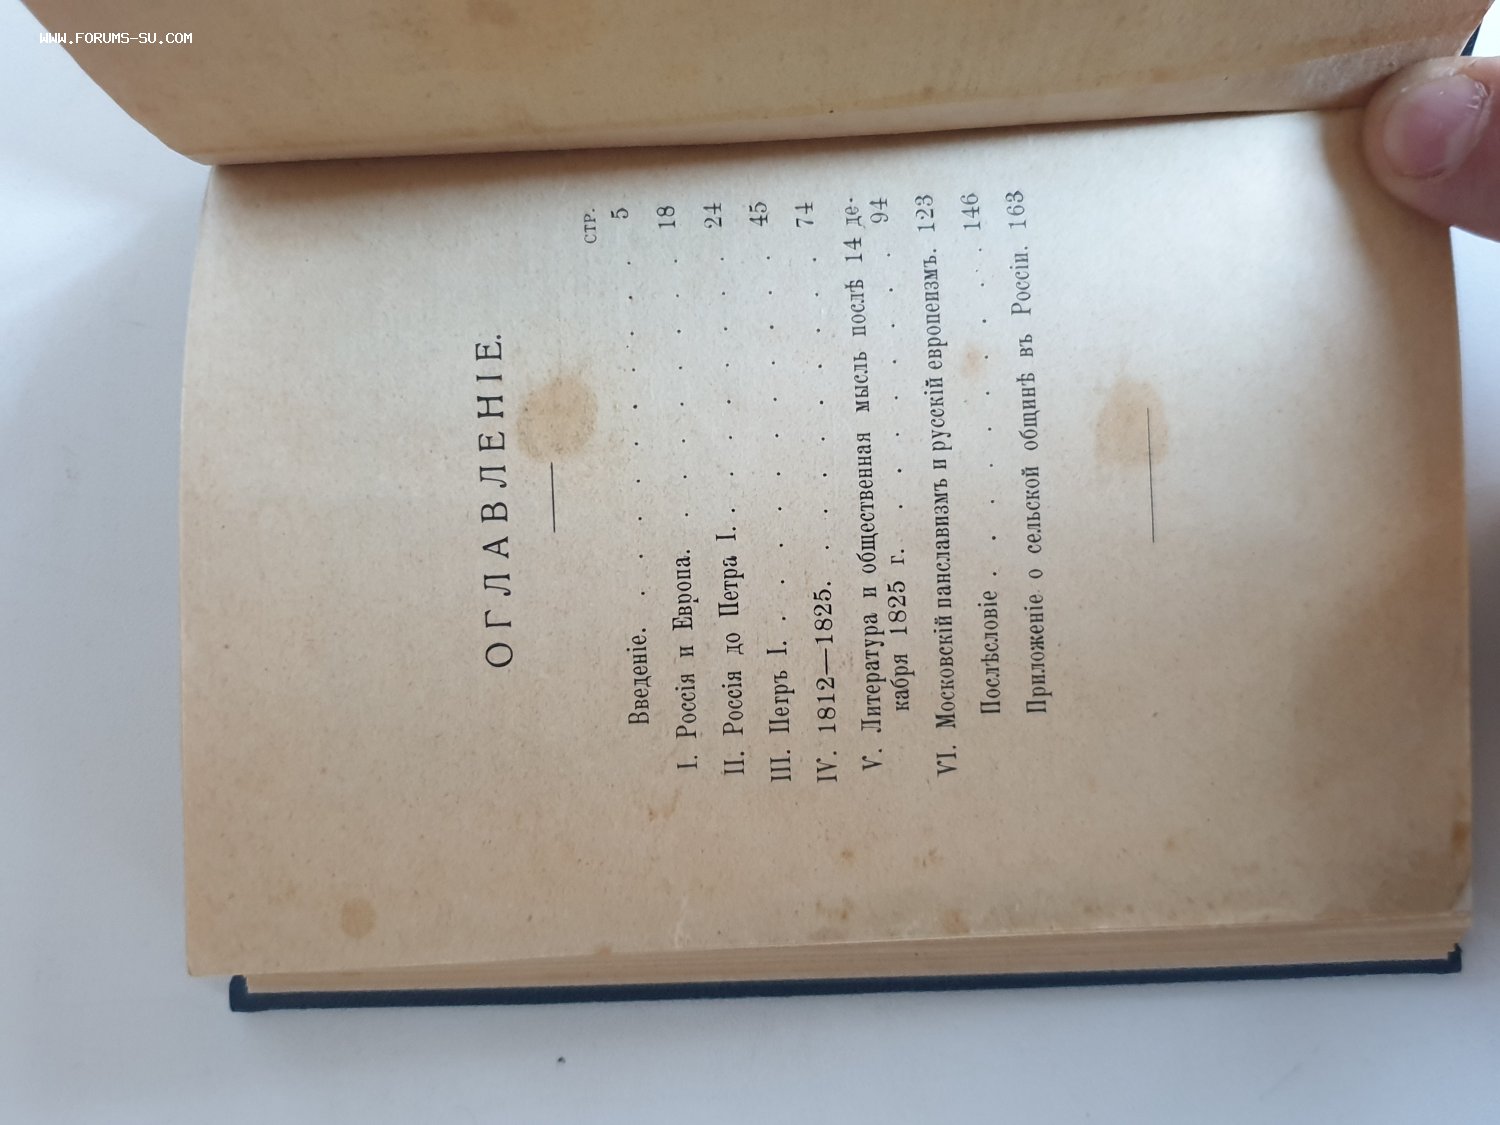 WWW.FORUMS-SU.COM
ОГЛАВЛЕНІЕ.
СТР.
Введеніе. . . . . . . . 5
I. Россія и Европа. . . . . . . 18
II. Россія до Петра I. . . . . . . 24
III. Петръ I. . . . . . . . 45
IV. 1812—1825. . . . . . . . 74
V. Литература и общественная мысль послѣ 14 де-
кабря 1825 г. . . . . . . . 94
VI. Московскій панславизмъ и русскій европеизмъ. 123
Послѣсловіе . . . . . . . . 146
Приложеніе о сельской общинѣ въ Россіи. 163